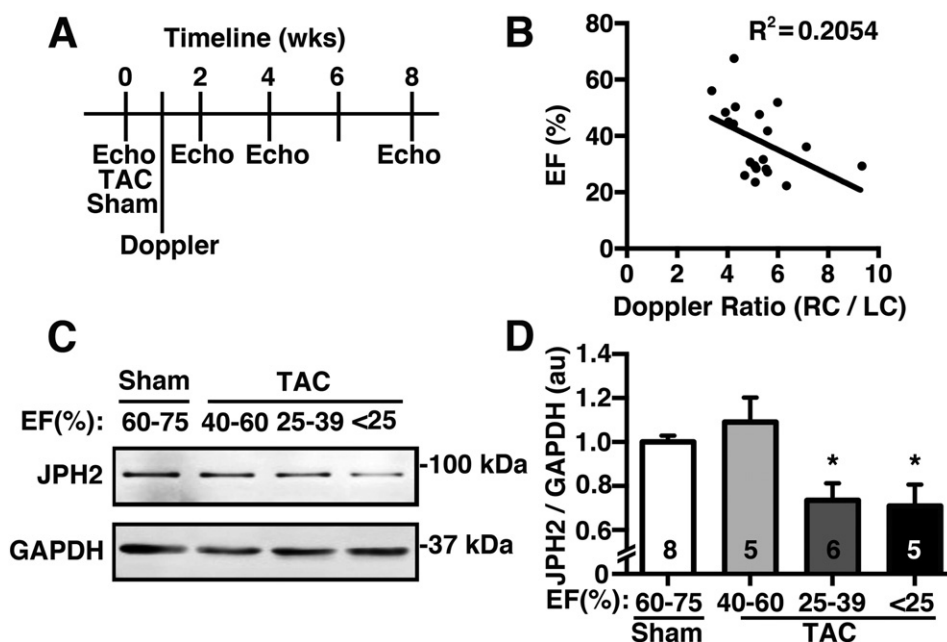 A
Timeline (wks)
0 2 4 6 8
Echo Echo Echo Echo
TAC
Sham
Doppler
B
R²=0.2054
80
60
40
20
0
EF (%)
0 2 4 6 8 10
Doppler Ratio (RC / LC)
C
Sham TAC
EF(%): 60-75 40-60 25-39 <25
JPH2 -100 kDa
GAPDH -37 kDa
D
JPH2 / GAPDH (au)
1.4
1.2
1.0
0.8
0.6
0
* *
8 5 6 5
EF(%): 60-75 40-60 25-39 <25
Sham TAC